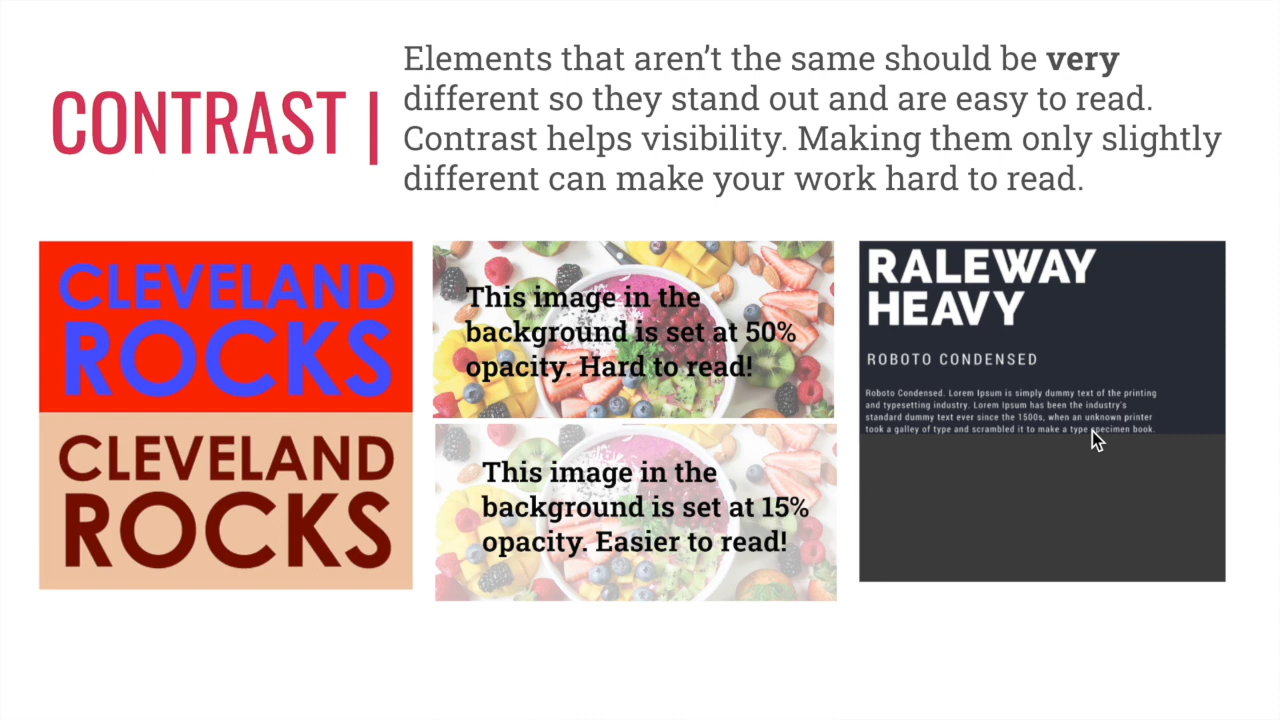 CONTRAST |
Elements that aren’t the same should be very
different so they stand out and are easy to read.
Contrast helps visibility. Making them only slightly
different can make your work hard to read.
CLEVELAND
ROCKS
CLEVELAND
ROCKS
This image in the
background is set at 50%
opacity. Hard to read!
This image in the
background is set at 15%
opacity. Easier to read!
RALEWAY
HEAVY
ROBOTO CONDENSED
Roboto Condensed. Lorem Ipsum is simply dummy text of the printing
and typesetting industry. Lorem Ipsum has been the industry's
standard dummy text ever since the 1500s, when an unknown printer
took a galley of type and scrambled it to make a type specimen book.